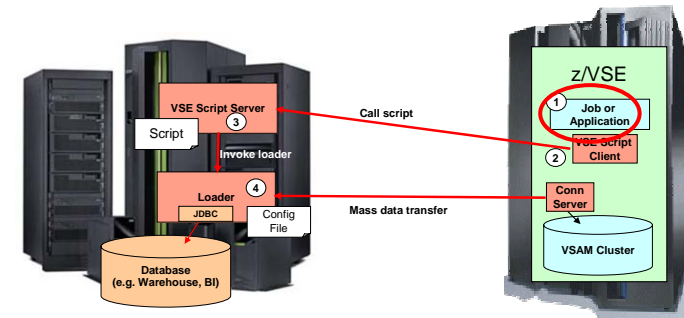 z/VSE
1
Job or
Application
VSE Script Server
3
Call script
Script
2
VSE Script
Client
Invoke loader
4
Loader
Conn
Server
JDBC
Config
File
Mass data transfer
VSAM Cluster
Database
(e.g. Warehouse, BI)